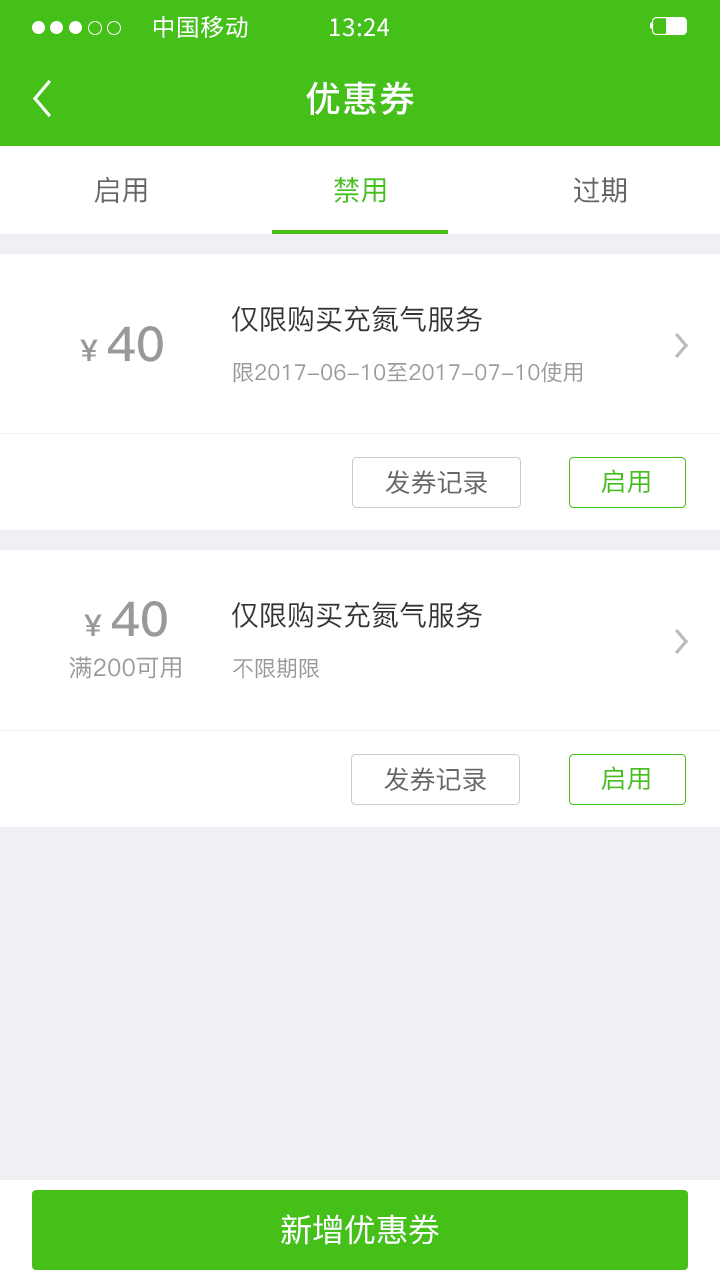 中国移动 13:24
优惠券
启用 禁用 过期
仅限购买充氮气服务
¥ 40
限2017-06-10至2017-07-10使用
发券记录 启用
¥ 40 仅限购买充氮气服务
满200可用 不限期限
发券记录 启用
新增优惠券